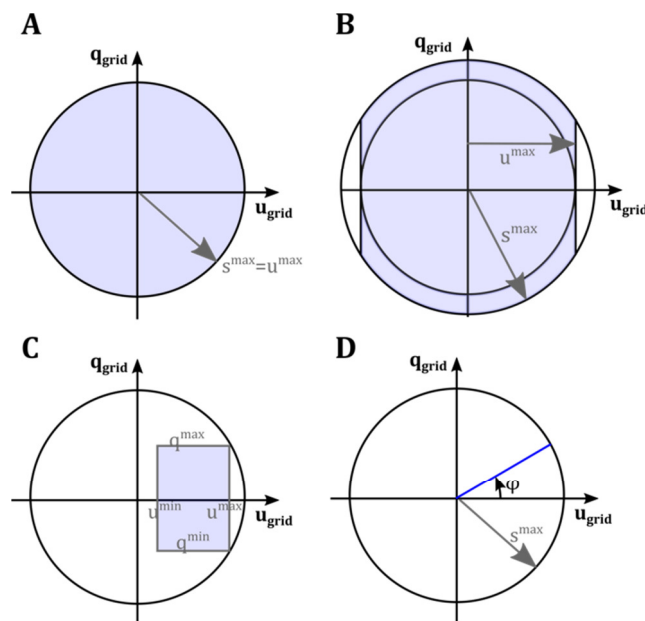 A
q_grid
u_grid
s^max=u^max
B
q_grid
u^max
u_grid
s^max
C
q_grid
q^max
u^min
u^max
u_grid
q^min
D
q_grid
φ
u_grid
s^max